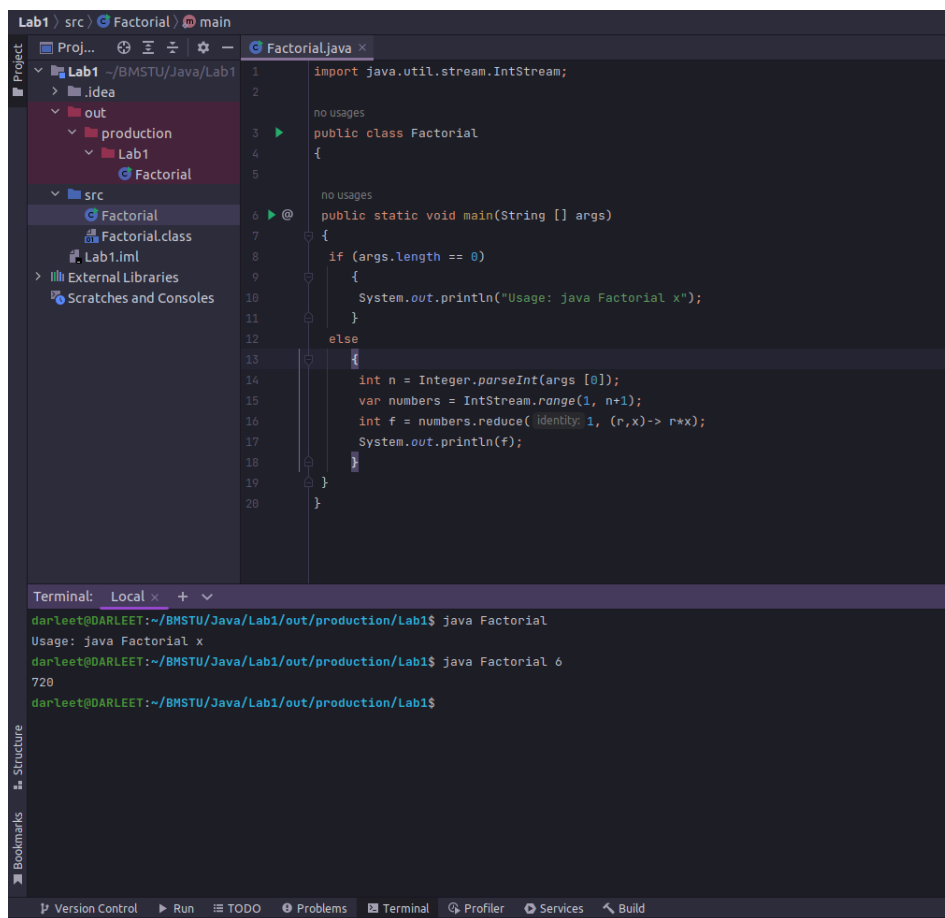 Lab1 〉 src 〉 Factorial 〉 main
Project
Proj...
Factorial.java ×
Lab1 ~/BMSTU/Java/Lab1
.idea
out
production
Lab1
Factorial
src
Factorial
Factorial.class
Lab1.iml
External Libraries
Scratches and Consoles
1 import java.util.stream.IntStream;
2
no usages
3 public class Factorial
4 {
5
no usages
6 @ public static void main(String [] args)
7 {
8 if (args.length == 0)
9 {
10 System.out.println("Usage: java Factorial x");
11 }
12 else
13 {
14 int n = Integer.parseInt(args [0]);
15 var numbers = IntStream.range(1, n+1);
16 int f = numbers.reduce( identity: 1, (r,x)-> r*x);
17 System.out.println(f);
18 }
19 }
20 }
Terminal: Local × +
darleet@DARLEET:~/BMSTU/Java/Lab1/out/production/Lab1$ java Factorial
Usage: java Factorial x
darleet@DARLEET:~/BMSTU/Java/Lab1/out/production/Lab1$ java Factorial 6
720
darleet@DARLEET:~/BMSTU/Java/Lab1/out/production/Lab1$
Structure
Bookmarks
Version Control Run TODO Problems Terminal Profiler Services Build